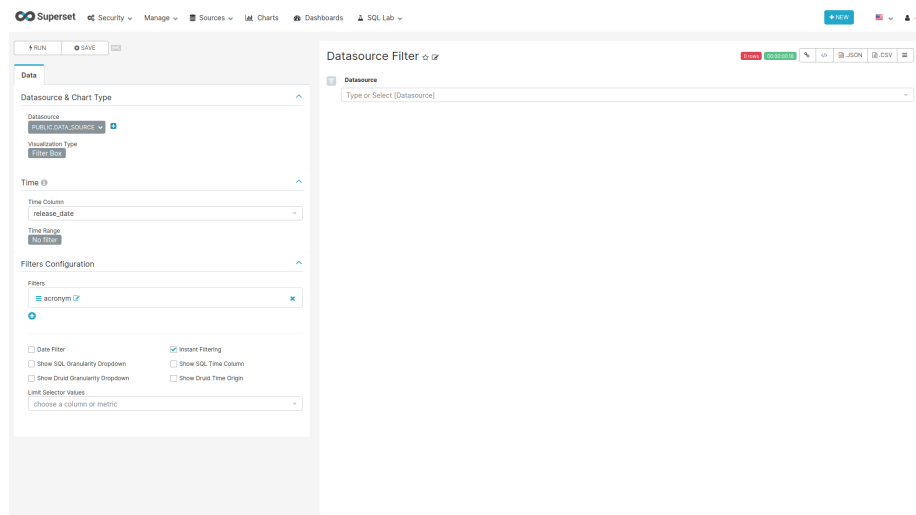 Superset Security Manage Sources Charts Dashboards SQL Lab + NEW
RUN SAVE
Data
Datasource & Chart Type
Datasource
PUBLIC.DATA_SOURCE
Visualization Type
Filter Box
Time
Time Column
release_date
Time Range
No filter
Filters Configuration
Filters
acronym
Date Filter Instant Filtering
Show SQL Granularity Dropdown Show SQL Time Column
Show Druid Granularity Dropdown Show Druid Time Origin
Limit Selector Values
choose a column or metric
Datasource Filter 0 rows .JSON .CSV
Datasource
Type or Select [Datasource]